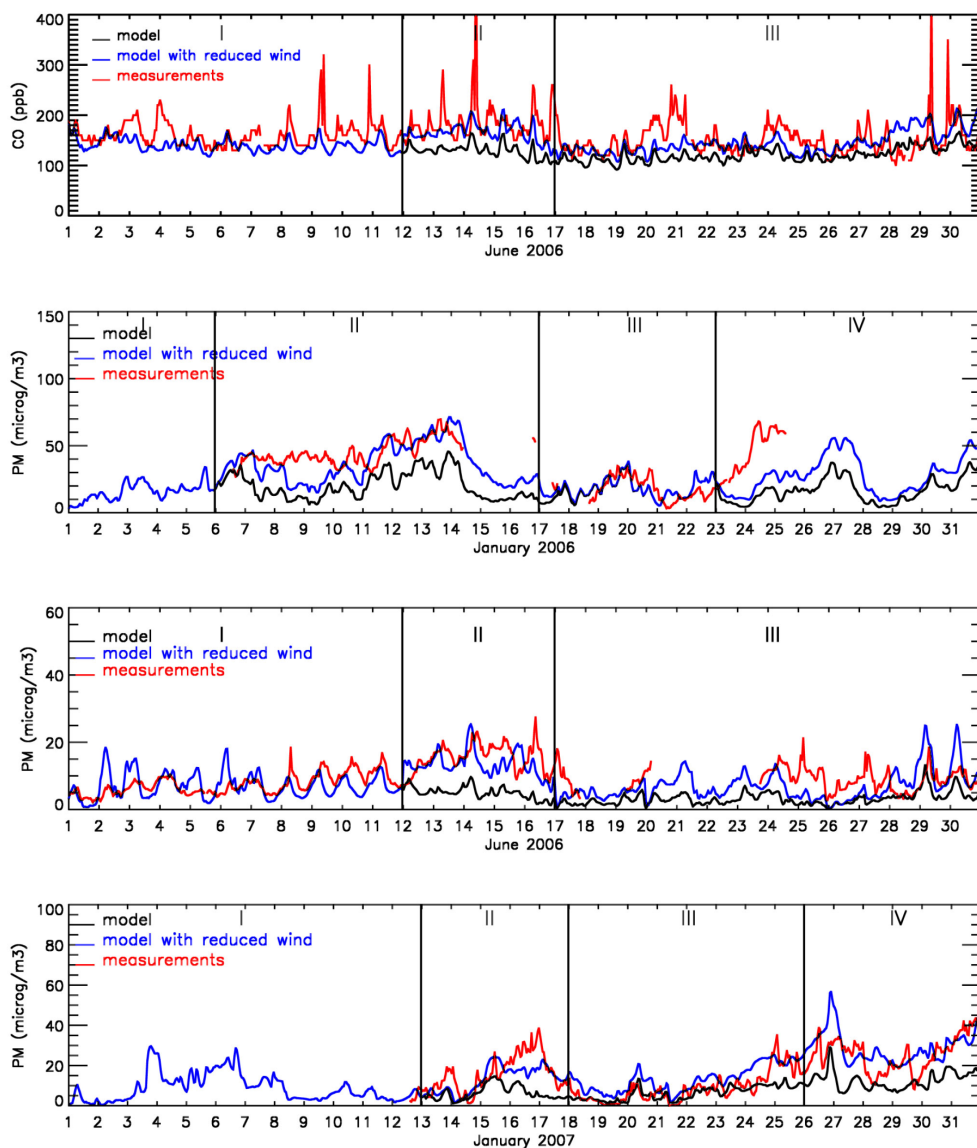 I II III
model
model with reduced wind
measurements
400
300
200
100
0
CO (ppb)
1 2 3 4 5 6 7 8 9 10 11 12 13 14 15 16 17 18 19 20 21 22 23 24 25 26 27 28 29 30
June 2006
I II III IV
model
model with reduced wind
measurements
150
100
50
0
PM (microg/m3)
1 2 3 4 5 6 7 8 9 10 11 12 13 14 15 16 17 18 19 20 21 22 23 24 25 26 27 28 29 30 31
January 2006
I II III
model
model with reduced wind
measurements
60
40
20
0
PM (microg/m3)
1 2 3 4 5 6 7 8 9 10 11 12 13 14 15 16 17 18 19 20 21 22 23 24 25 26 27 28 29 30
June 2006
I II III IV
model
model with reduced wind
measurements
100
80
60
40
20
0
PM (microg/m3)
1 2 3 4 5 6 7 8 9 10 11 12 13 14 15 16 17 18 19 20 21 22 23 24 25 26 27 28 29 30 31
January 2007